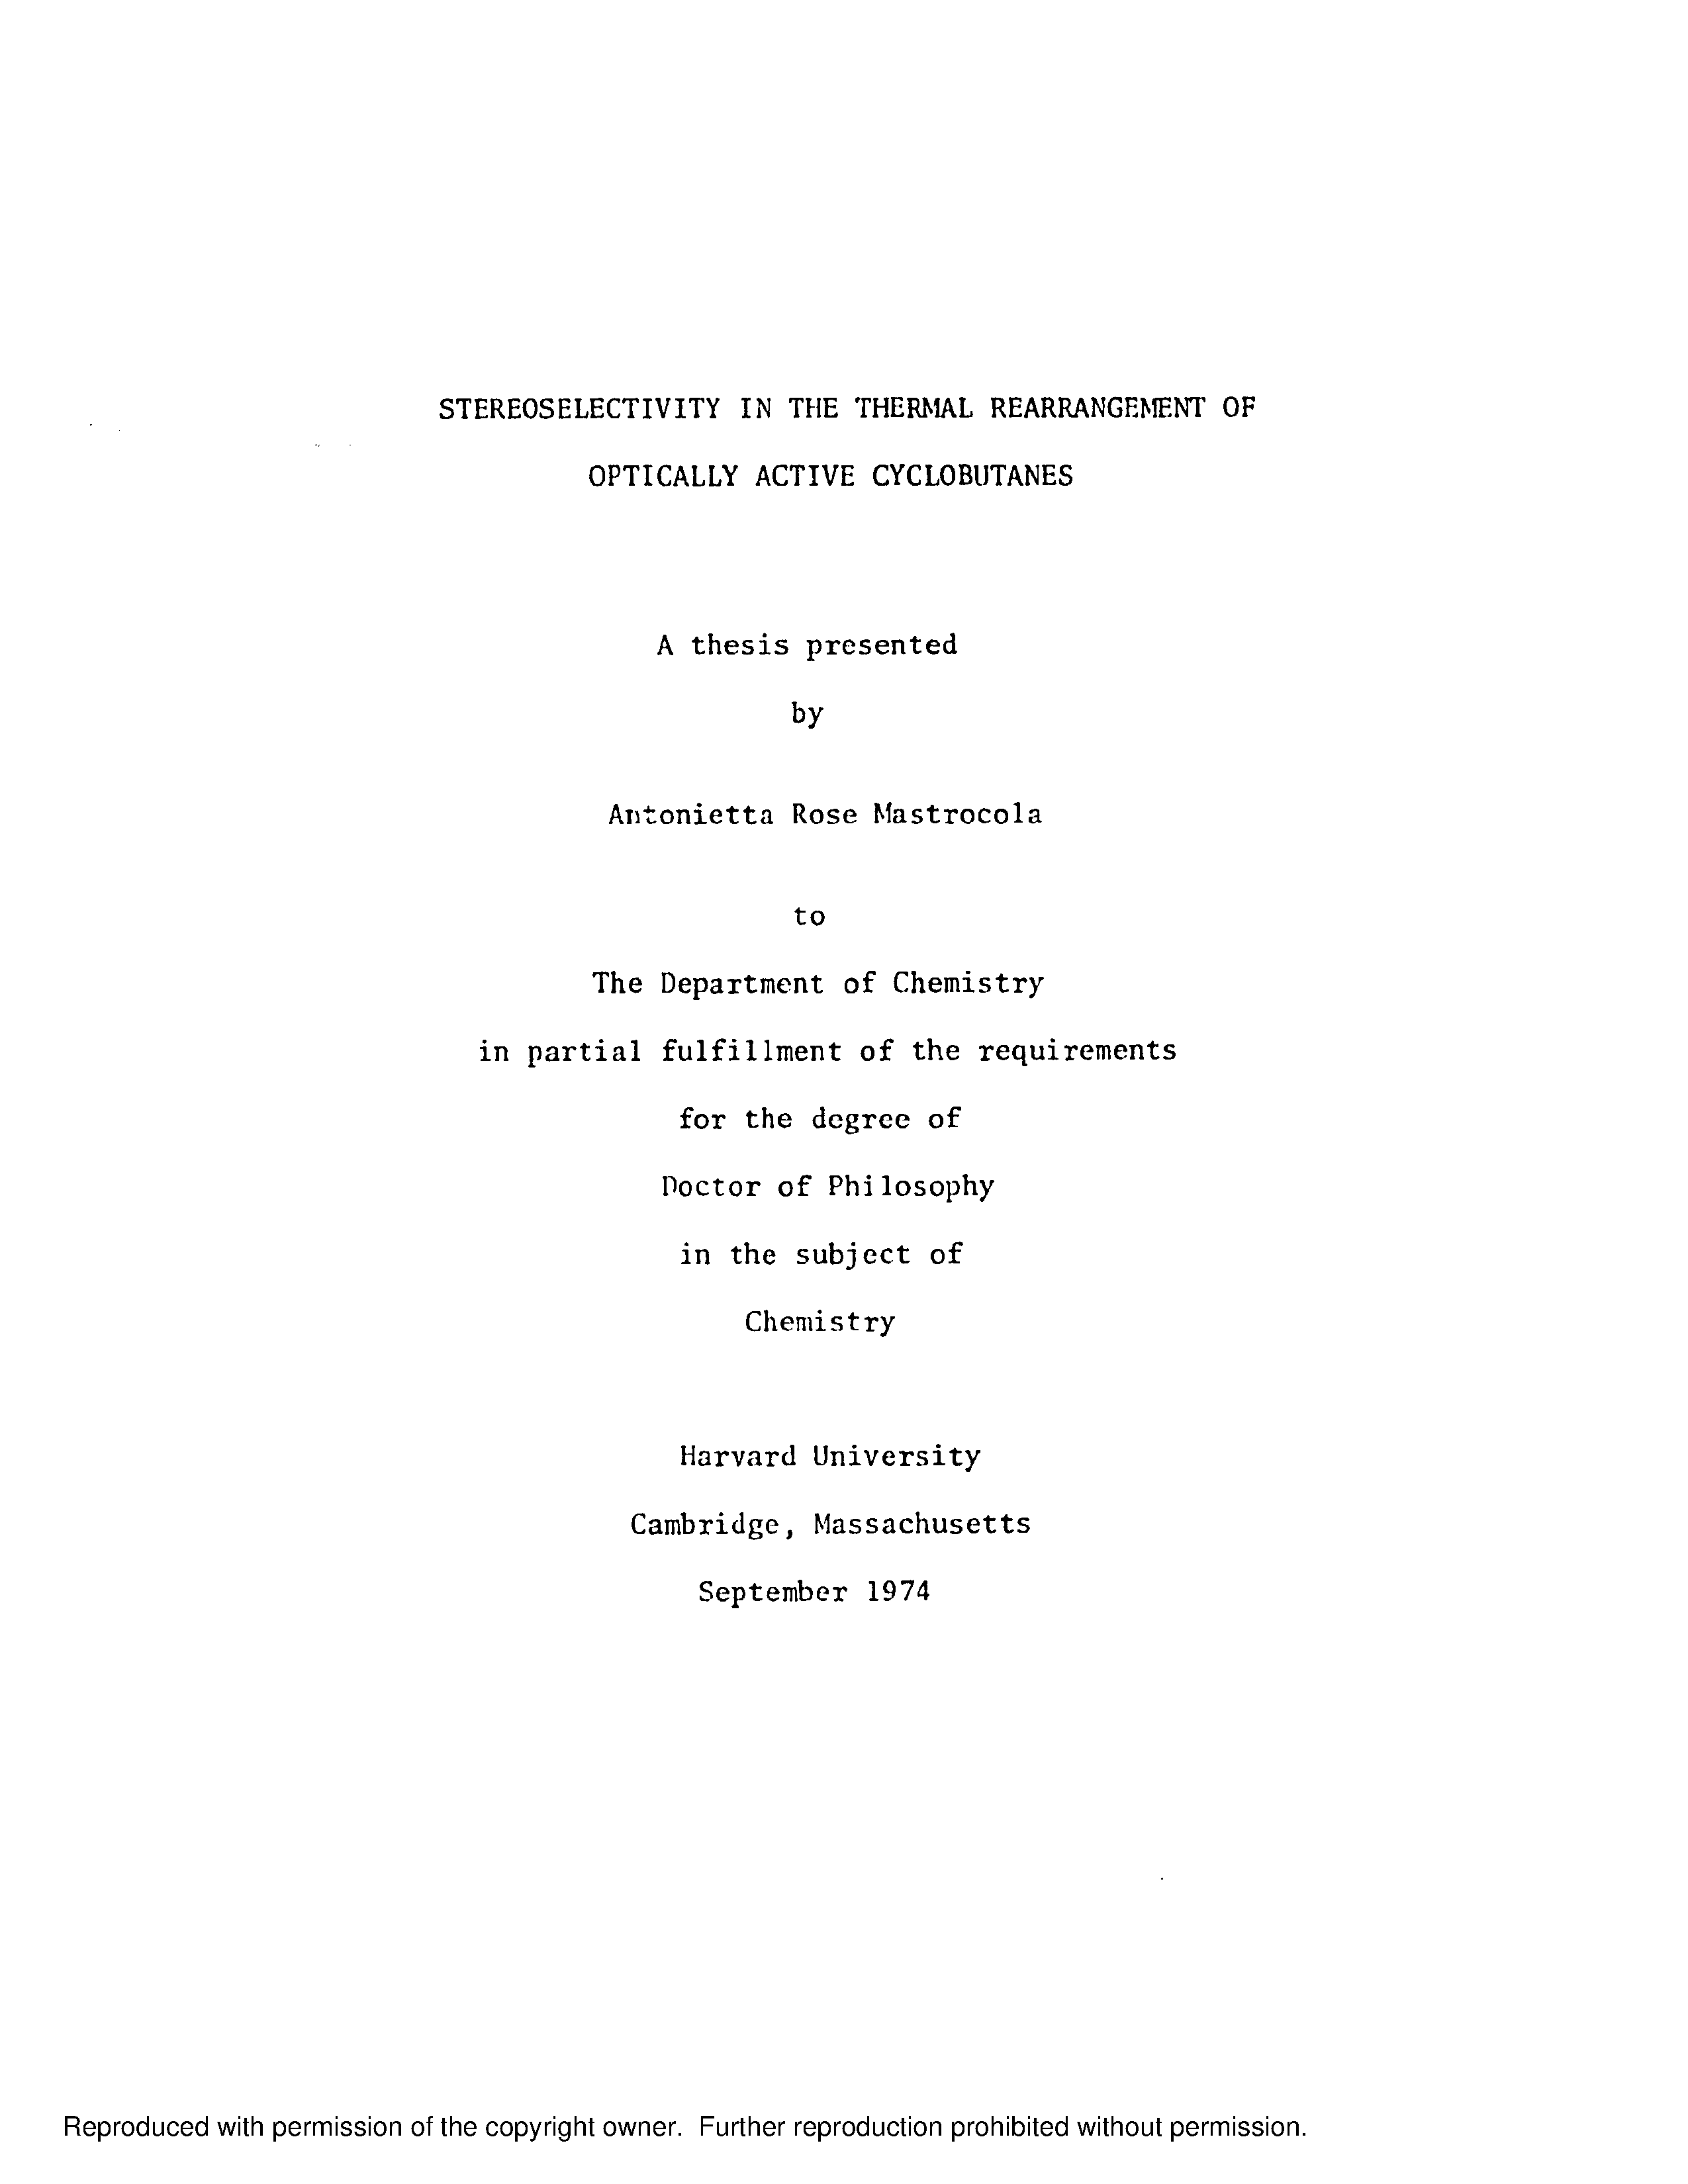 STEREOSELECTIVITY IN THE THERMAL REARRANGEMENT OF
OPTICALLY ACTIVE CYCLOBUTANES
A thesis presented
by
Antonietta Rose Mastrocola
to
The Department of Chemistry
in partial fulfillment of the requirements
for the degree of
Doctor of Philosophy
in the subject of
Chemistry
Harvard University
Cambridge, Massachusetts
September 1974
Reproduced with permission of the copyright owner. Further reproduction prohibited without permission.